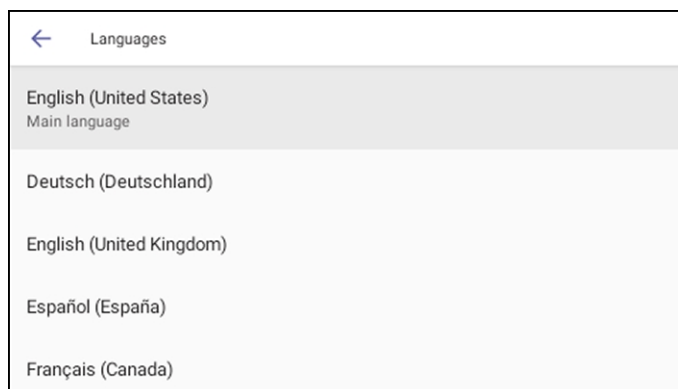 Languages
English (United States)
Main language
Deutsch (Deutschland)
English (United Kingdom)
Español (España)
Français (Canada)